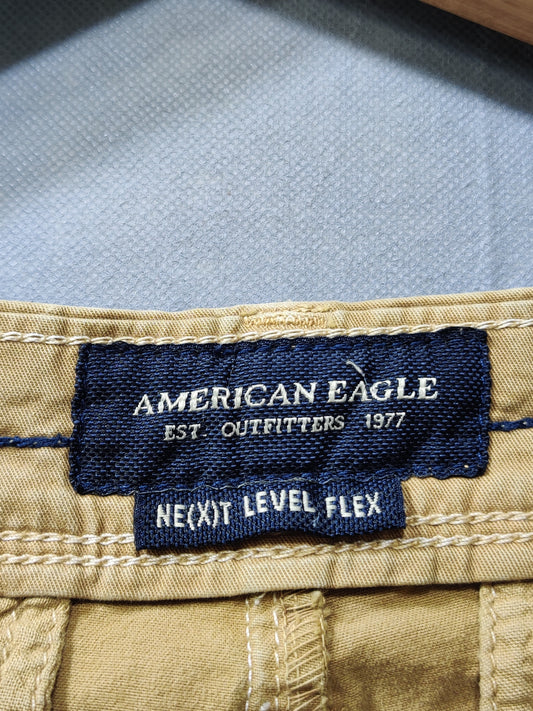 AMERICAN EAGLE
EST. OUTFITTERS 1977
NE(X)T LEVEL FLEX